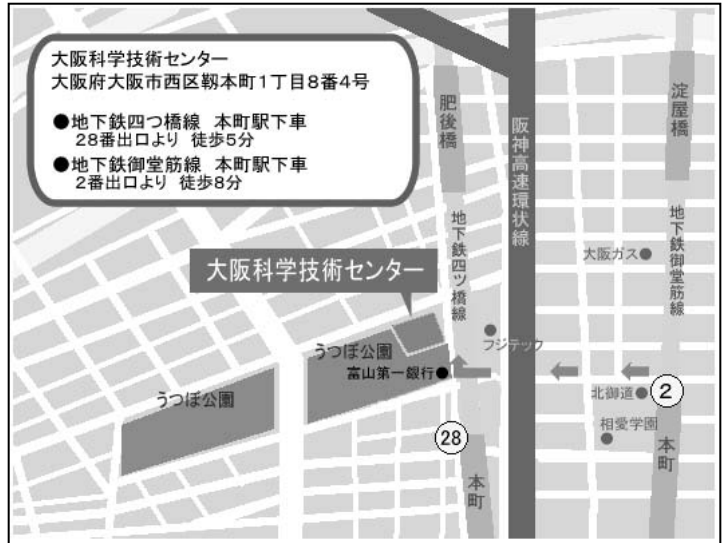 大阪科学技術センター
大阪府大阪市西区靱本町1丁目8番4号
●地下鉄四つ橋線 本町駅下車
28番出口より 徒歩5分
●地下鉄御堂筋線 本町駅下車
2番出口より 徒歩8分
肥後橋
阪神高速環状線
淀屋橋
地下鉄四ツ橋線
地下鉄御堂筋線
大阪ガス
大阪科学技術センター
フジテック
うつぼ公園
富山第一銀行
うつぼ公園
北御道
2
相愛学園
28
本町
本町